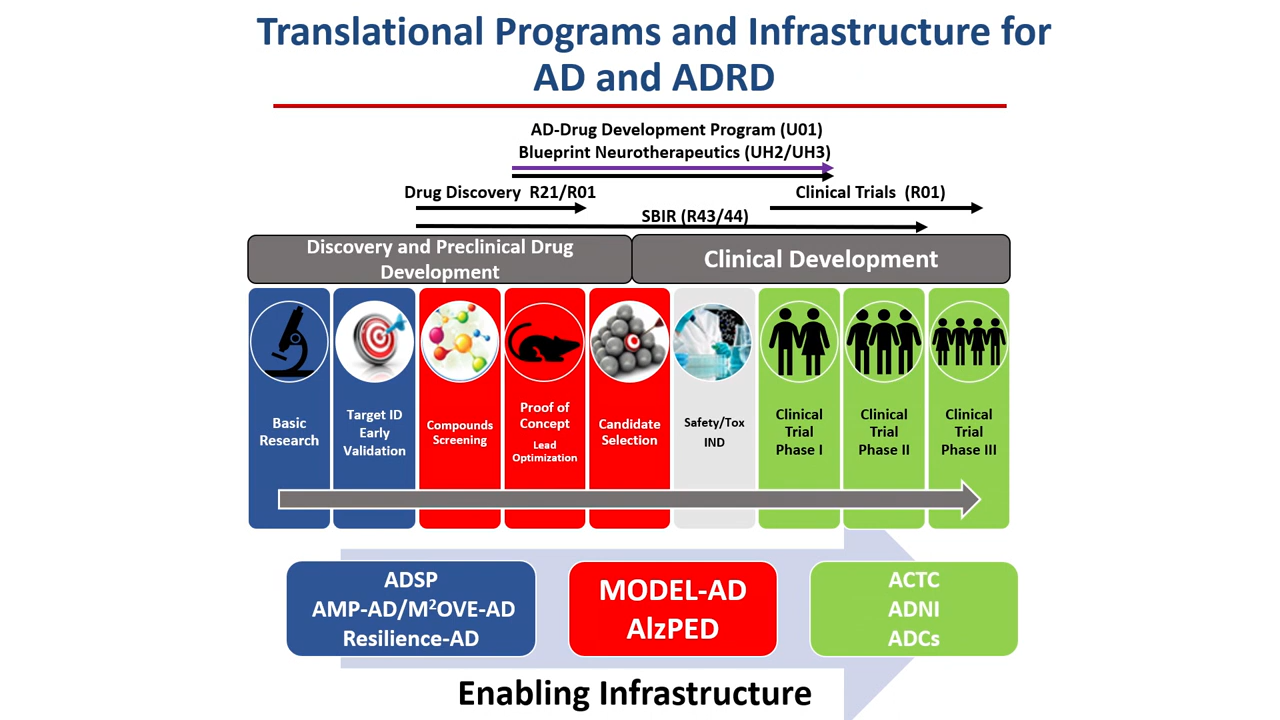 Translational Programs and Infrastructure for
AD and ADRD
AD-Drug Development Program (U01)
Blueprint Neurotherapeutics (UH2/UH3)
Drug Discovery R21/R01
Clinical Trials (R01)
SBIR (R43/44)
Discovery and Preclinical Drug
Development
Clinical Development
Basic
Research
Target ID
Early
Validation
Compounds
Screening
Proof of
Concept
Lead
Optimization
Candidate
Selection
Safety/Tox
IND
Clinical
Trial
Phase I
Clinical
Trial
Phase II
Clinical
Trial
Phase III
ADSP
AMP-AD/M²OVE-AD
Resilience-AD
MODEL-AD
AlzPED
ACTC
ADNI
ADCs
Enabling Infrastructure